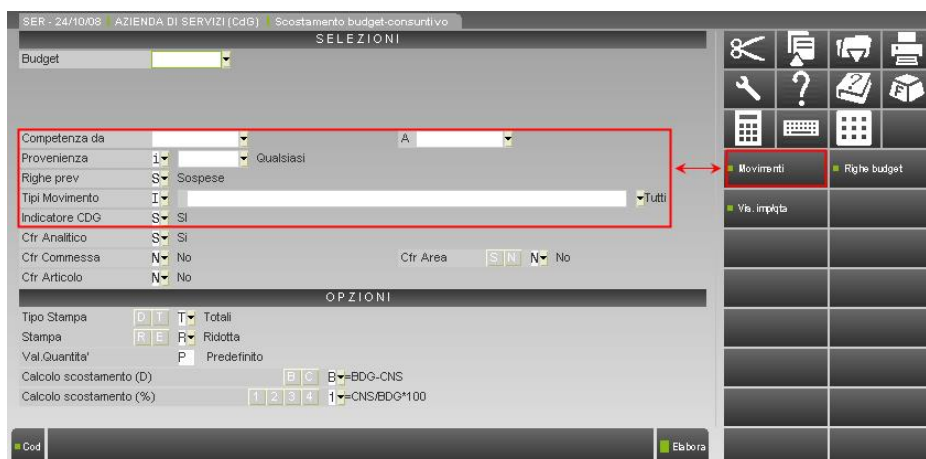 SER - 24/10/08 AZIENDA DI SERVIZI (CdG) Scostamento budget-consuntivo
SELEZIONI
Budget
Competenza da A
Provenienza i Qualsiasi
Righe prev S Sospese
Tipi Movimento I Tutti
Indicatore CDG S SI
Cfr Analitico S Si
Cfr Commessa N No Cfr Area S N N No
Cfr Articolo N No
OPZIONI
Tipo Stampa D T T Totali
Stampa R E R Ridotta
Val.Quantita' P Predefinito
Calcolo scostamento (D) B C B =BDG-CNS
Calcolo scostamento (%) 1 2 3 4 1 =CNS/BDG*100
Cod Elabora
F
Movimenti Righe budget
Vis. imp/qta